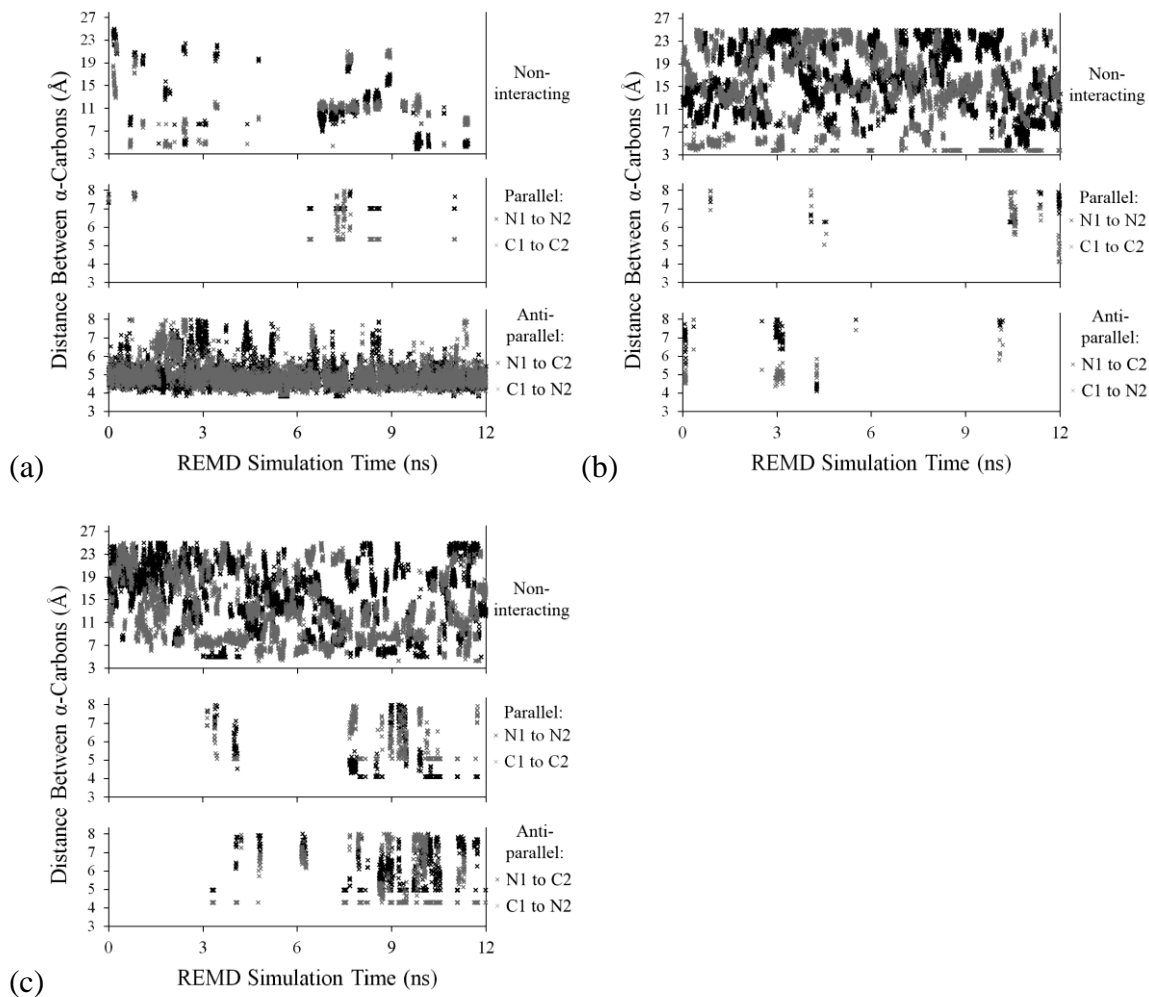 Distance Between α-Carbons (Å)
27
23
19
15
11
7
3
Non-
interacting
8
7
6
5
4
3
Parallel:
× N1 to N2
× C1 to C2
8
7
6
5
4
3
Anti-
parallel:
× N1 to C2
× C1 to N2
0 3 6 9 12
REMD Simulation Time (ns)
(a)
Distance Between α-Carbons (Å)
27
23
19
15
11
7
3
Non-
interacting
8
7
6
5
4
3
Parallel:
× N1 to N2
× C1 to C2
8
7
6
5
4
3
Anti-
parallel:
× N1 to C2
× C1 to N2
0 3 6 9 12
REMD Simulation Time (ns)
(b)
Distance Between α-Carbons (Å)
27
23
19
15
11
7
3
Non-
interacting
8
7
6
5
4
3
Parallel:
× N1 to N2
× C1 to C2
8
7
6
5
4
3
Anti-
parallel:
× N1 to C2
× C1 to N2
0 3 6 9 12
REMD Simulation Time (ns)
(c)